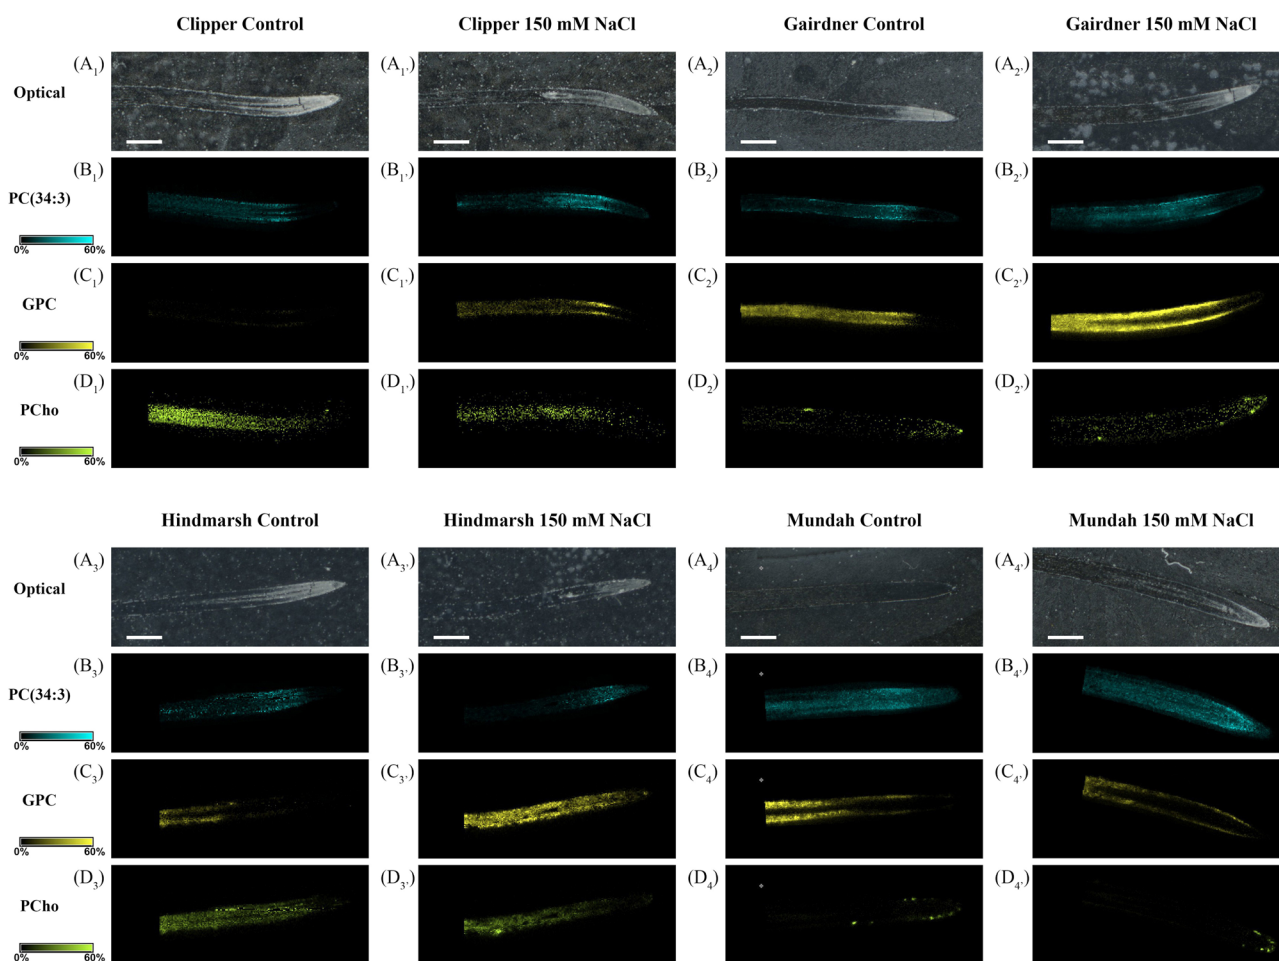 Clipper Control Clipper 150 mM NaCl Gairdner Control Gairdner 150 mM NaCl
Optical (A1) (A1') (A2) (A2')
PC(34:3) (B1) (B1') (B2) (B2')
0% 60%
GPC (C1) (C1') (C2) (C2')
0% 60%
PCho (D1) (D1') (D2) (D2')
0% 60%
Hindmarsh Control Hindmarsh 150 mM NaCl Mundah Control Mundah 150 mM NaCl
Optical (A3) (A3') (A4) (A4')
PC(34:3) (B3) (B3') (B4) (B4')
0% 60%
GPC (C3) (C3') (C4) (C4')
0% 60%
PCho (D3) (D3') (D4) (D4')
0% 60%